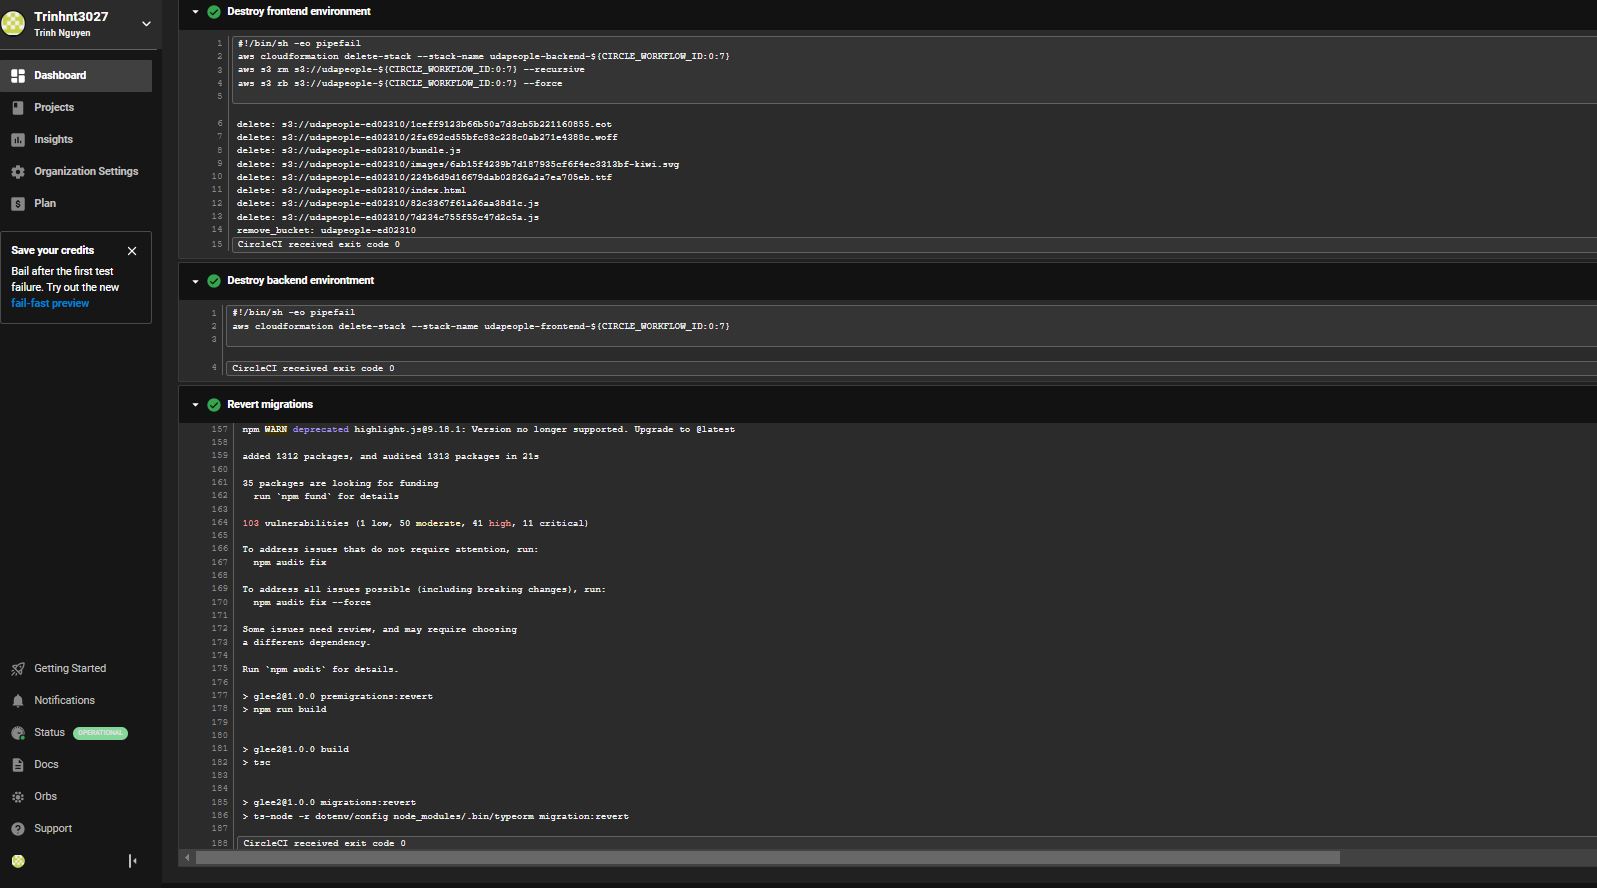 Trinhnt3027
Trinh Nguyen
Dashboard
Projects
Insights
Organization Settings
Plan
Save your credits
Bail after the first test
failure. Try out the new
fail-fast preview
Getting Started
Notifications
Status OPERATIONAL
Docs
Orbs
Support
Destroy frontend environment
1 #!/bin/sh -eo pipefail
2 aws cloudformation delete-stack --stack-name udapeople-backend-${CIRCLE_WORKFLOW_ID:0:7}
3 aws s3 rm s3://udapeople-${CIRCLE_WORKFLOW_ID:0:7} --recursive
4 aws s3 rb s3://udapeople-${CIRCLE_WORKFLOW_ID:0:7} --force
5
6 delete: s3://udapeople-ed02310/1ceff9123b66b50a7d3cb5b221160855.eot
7 delete: s3://udapeople-ed02310/2fa692cd55bfc83c228c0ab271e4388c.woff
8 delete: s3://udapeople-ed02310/bundle.js
9 delete: s3://udapeople-ed02310/images/6ab15f4239b7d187935cf6f4ec3313bf-kiwi.svg
10 delete: s3://udapeople-ed02310/224b6d9d16679dab02826a2a7ea705eb.ttf
11 delete: s3://udapeople-ed02310/index.html
12 delete: s3://udapeople-ed02310/82c3367f61a26aa38d1c.js
13 delete: s3://udapeople-ed02310/7d234c755f55c47d2c5a.js
14 remove_bucket: udapeople-ed02310
15 CircleCI received exit code 0
Destroy backend environtment
1 #!/bin/sh -eo pipefail
2 aws cloudformation delete-stack --stack-name udapeople-frontend-${CIRCLE_WORKFLOW_ID:0:7}
3
4 CircleCI received exit code 0
Revert migrations
157 npm WARN deprecated highlight.js@9.18.1: Version no longer supported. Upgrade to @latest
158
159 added 1312 packages, and audited 1313 packages in 21s
160
161 35 packages are looking for funding
162 run `npm fund` for details
163
164 103 vulnerabilities (1 low, 50 moderate, 41 high, 11 critical)
165
166 To address issues that do not require attention, run:
167 npm audit fix
168
169 To address all issues possible (including breaking changes), run:
170 npm audit fix --force
171
172 Some issues need review, and may require choosing
173 a different dependency.
174
175 Run `npm audit` for details.
176
177 > glee2@1.0.0 premigrations:revert
178 > npm run build
179
180
181 > glee2@1.0.0 build
182 > tsc
183
184
185 > glee2@1.0.0 migrations:revert
186 > ts-node -r dotenv/config node_modules/.bin/typeorm migration:revert
187
188 CircleCI received exit code 0